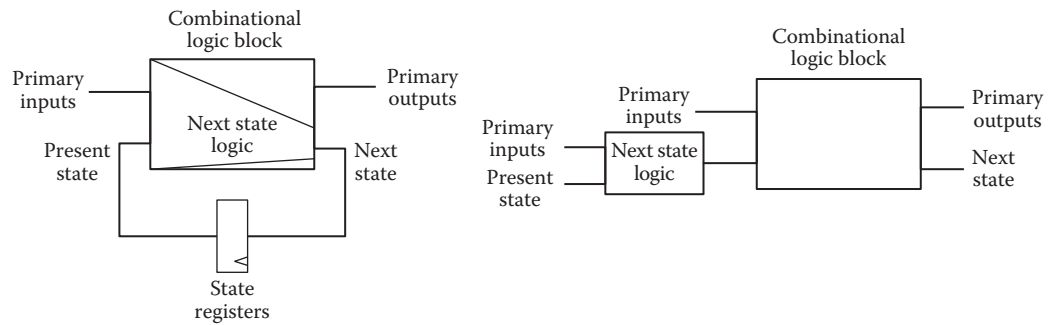 Combinational
logic block
Primary
inputs
Primary
outputs
Next state
logic
Present
state
Next
state
State
registers
Combinational
logic block
Primary
inputs
Primary
inputs
Next state
logic
Present
state
Primary
outputs
Next
state